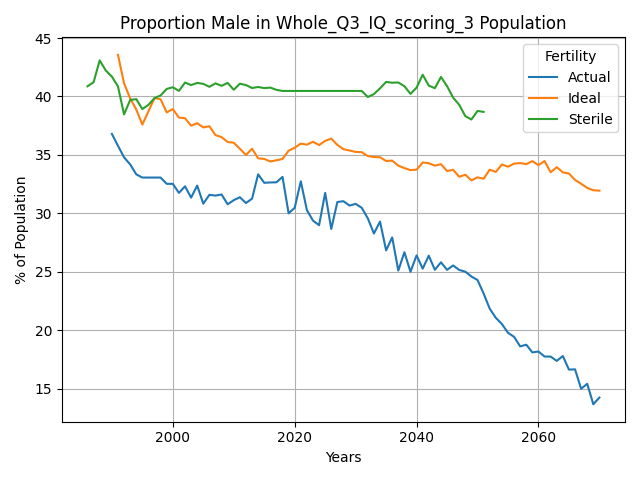 Proportion Male in Whole_Q3_IQ_scoring_3 Population
45
40
35
30
25
20
15
% of Population
Fertility
Actual
Ideal
Sterile
2000
2020
2040
2060
Years